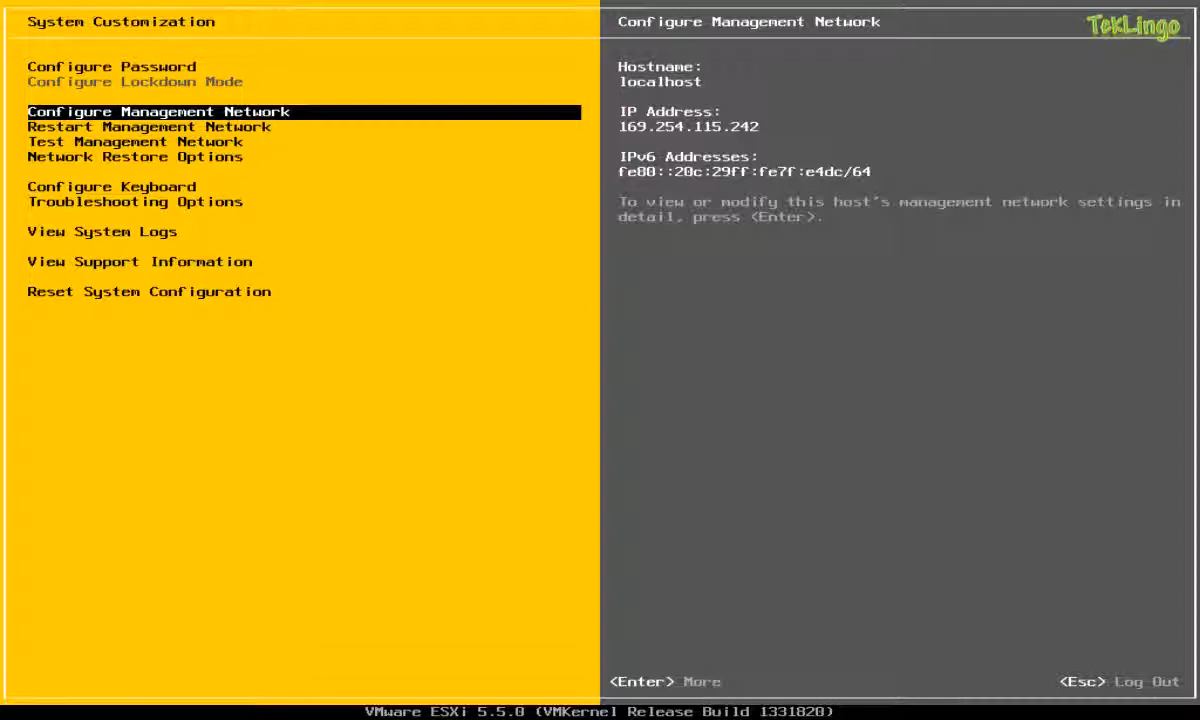 System Customization
Configure Password
Configure Lockdown Mode
Configure Management Network
Restart Management Network
Test Management Network
Network Restore Options
Configure Keyboard
Troubleshooting Options
View System Logs
View Support Information
Reset System Configuration
Configure Management Network
TekLingo
Hostname:
localhost
IP Address:
169.254.115.242
IPv6 Addresses:
fe80::20c:29ff:fe7f:e4dc/64
To view or modify this host's management network settings in
detail, press <Enter>.
<Enter> More
<Esc> Log Out
VMware ESXi 5.5.0 (VMKernel Release Build 1331820)